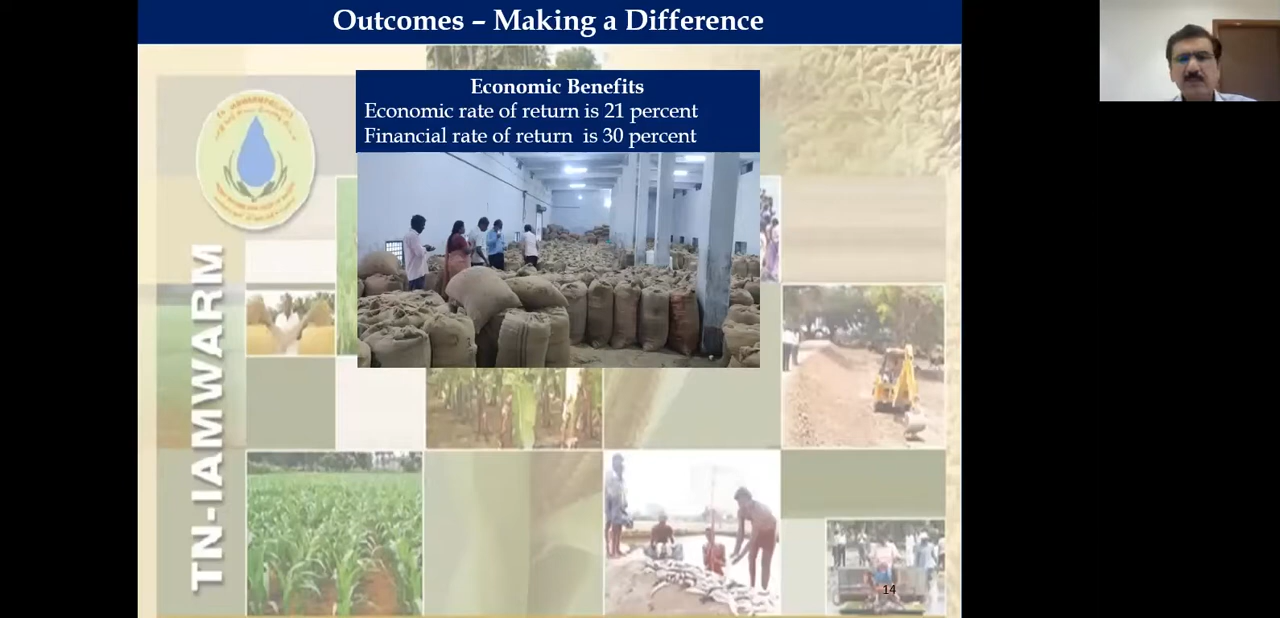 Outcomes – Making a Difference
Economic Benefits
Economic rate of return is 21 percent
Financial rate of return  is 30 percent
TN-IAMWARM
14